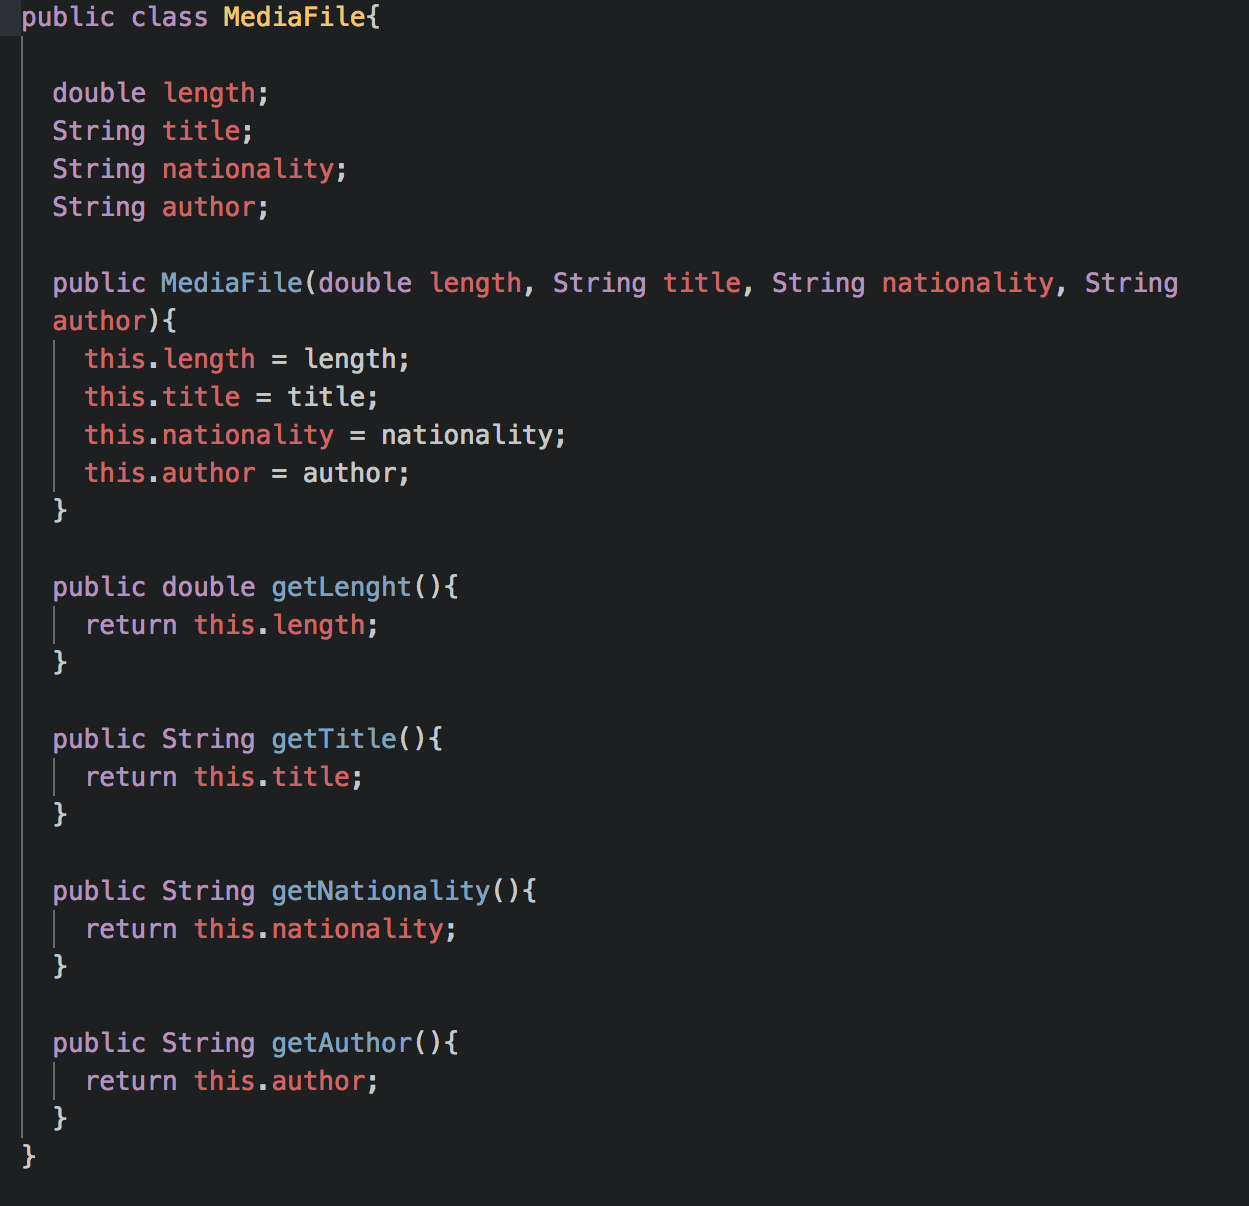 public class MediaFile{
double length;
String title;
String nationality;
String author;
public MediaFile(double length, String title, String nationality, String
author){
this.length = length;
this.title = title;
this.nationality = nationality;
this.author = author;
}
public double getLenght(){
return this.length;
}
public String getTitle(){
return this.title;
}
public String getNationality(){
return this.nationality;
}
public String getAuthor(){
return this.author;
}
}